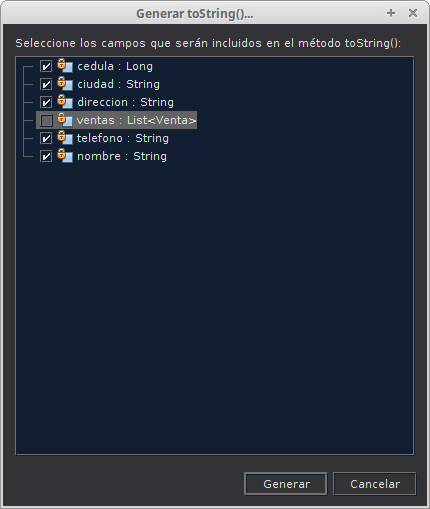 Generar toString()...
Seleccione los campos que serán incluidos en el método toString():
cedula : Long
ciudad : String
direccion : String
ventas : List<Venta>
telefono : String
nombre : String
Generar Cancelar